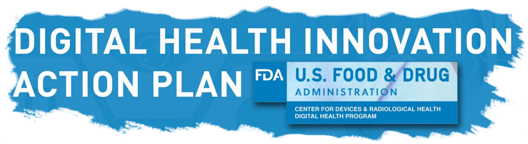 DIGITAL HEALTH INNOVATION
ACTION PLAN
FDA U.S. FOOD & DRUG
ADMINISTRATION
CENTER FOR DEVICES & RADIOLOGICAL HEALTH
DIGITAL HEALTH PROGRAM